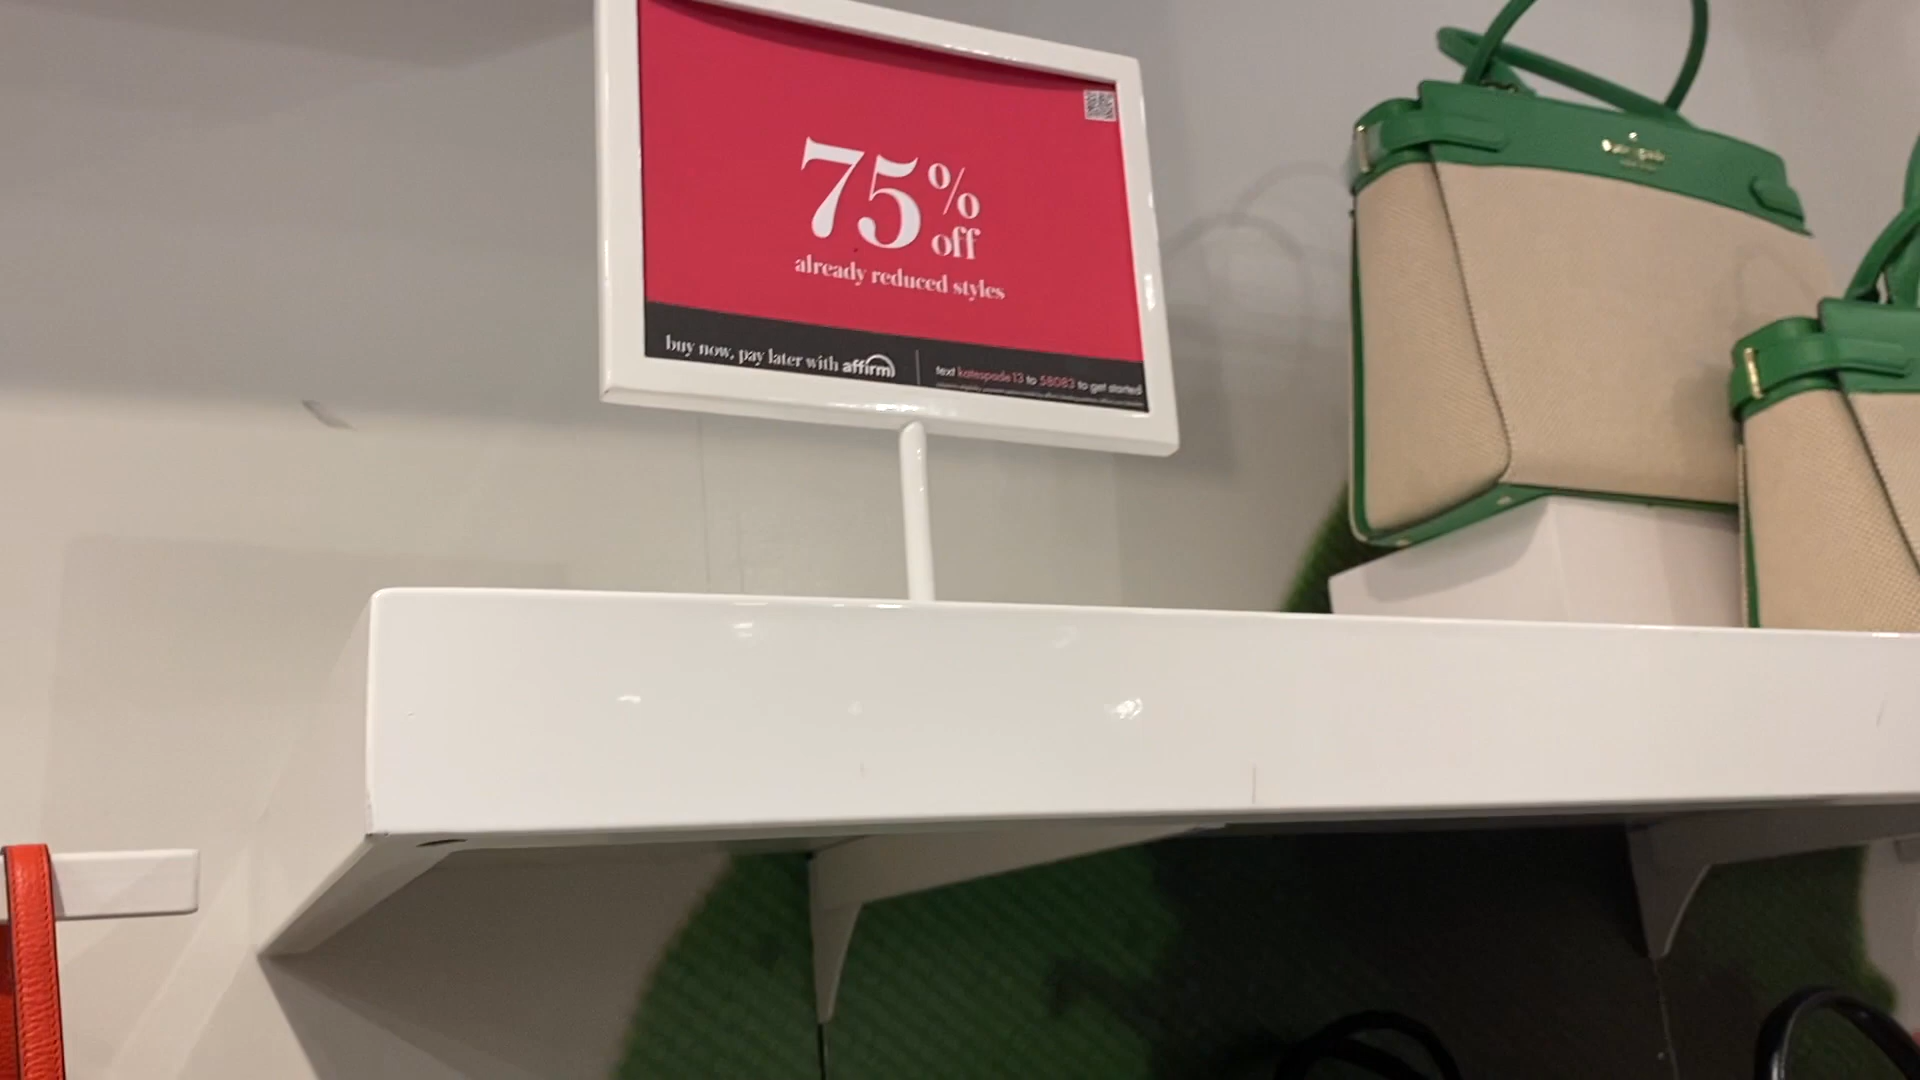 75% off
already reduced styles
buy now, pay later with affirm
text katespade13 to 58083 to get started